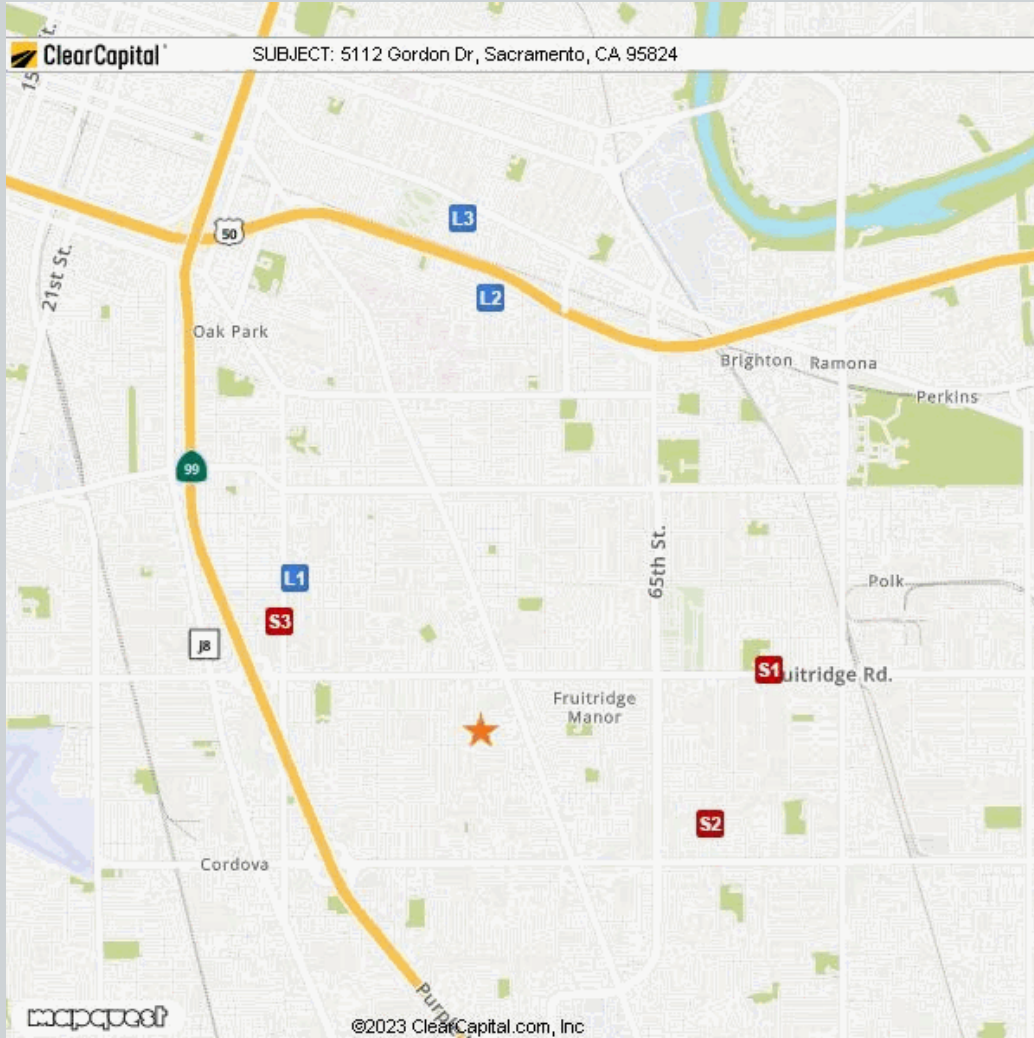 15th St.
ClearCapital
SUBJECT: 5112 Gordon Dr, Sacramento, CA 95824
L3
50
21st St.
L2
Oak Park
Brighton
Ramona
Perkins
99
65th St.
L1
Polk
S3
J8
S1
uitridge Rd.
Fruitridge
Manor
S2
Cordova
mapquest
©2023 ClearCapital.com, Inc